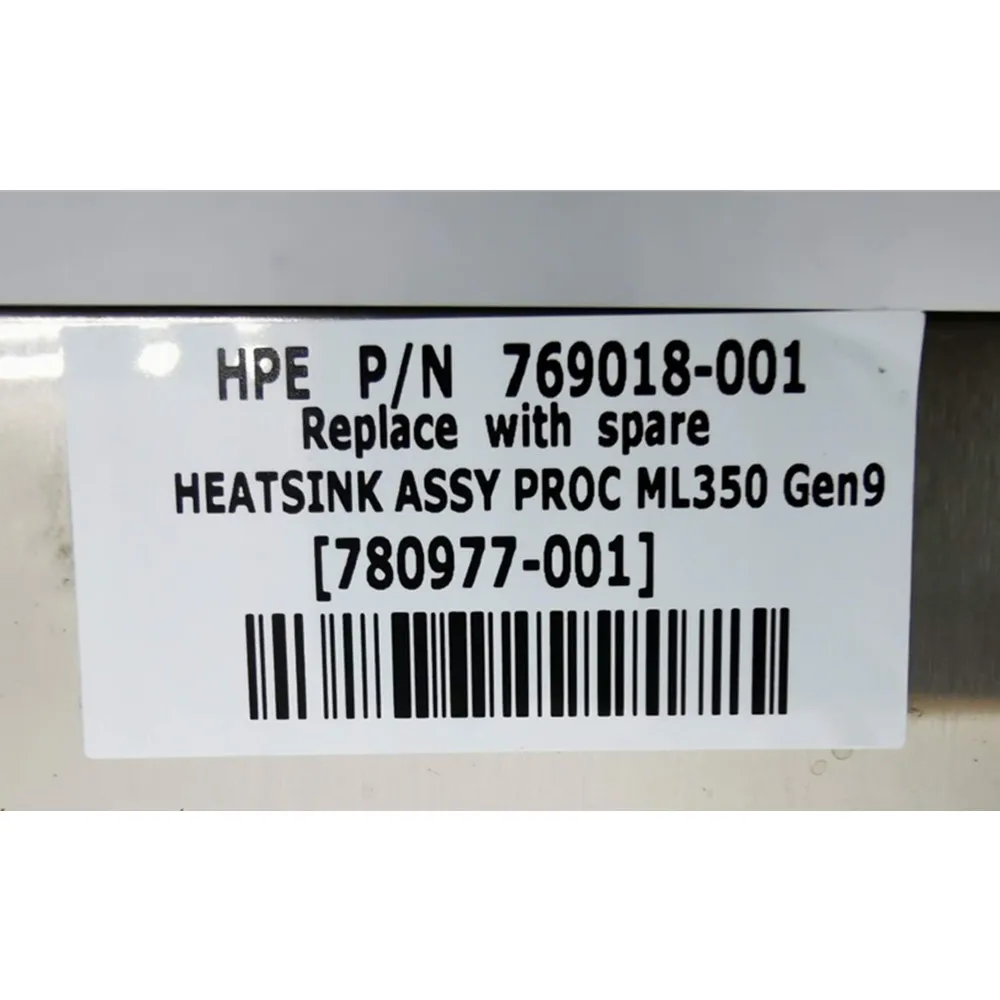 HPE P/N 769018-001
Replace with spare
HEATSINK ASSY PROC ML350 Gen9
[780977-001]